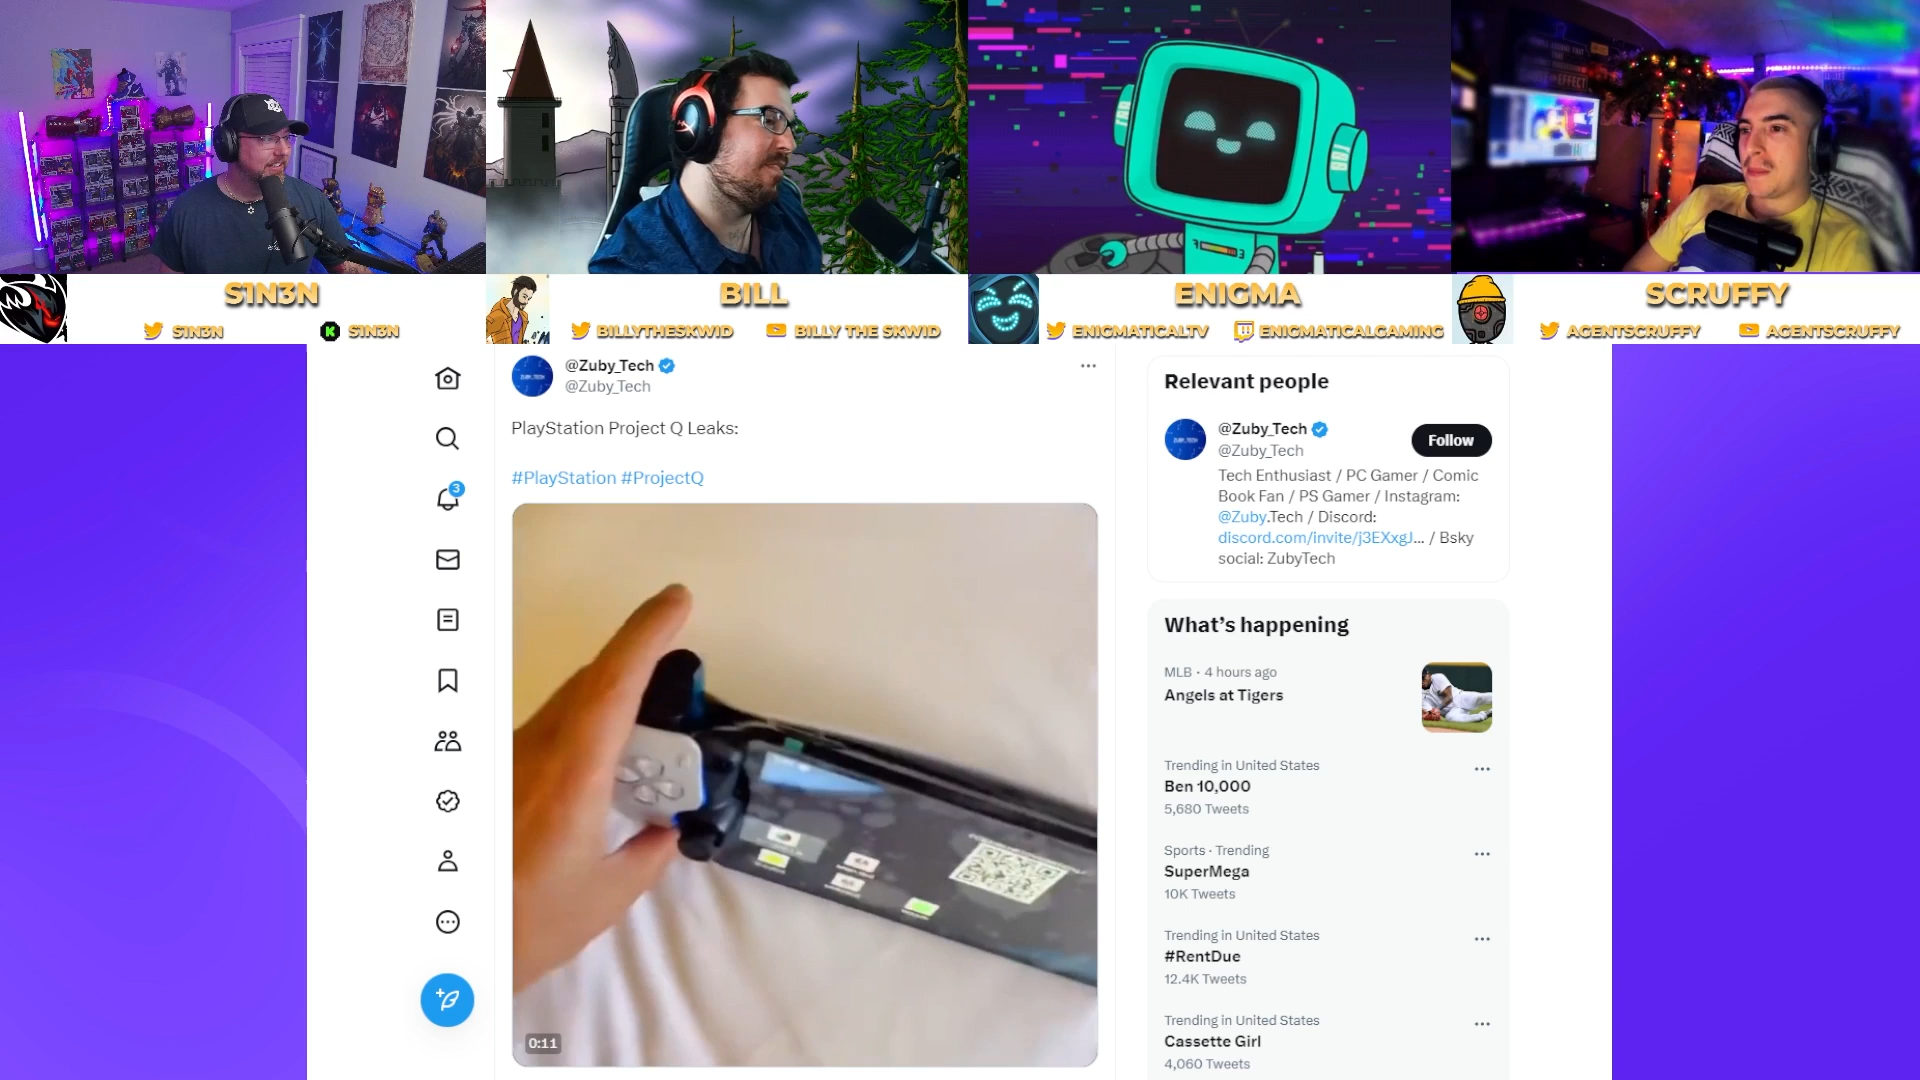 S1N3N
S1N3N
S1N3N
BILL
BILLYTHESKWID
BILLY THE SKWID
ENIGMA
ENIGMATICALTV
ENIGMATICALGAMING
SCRUFFY
AGENTSCRUFFY
AGENTSCRUFFY
3
@Zuby_Tech
@Zuby_Tech
PlayStation Project Q Leaks:
#PlayStation #ProjectQ
0:11
Relevant people
@Zuby_Tech
@Zuby_Tech
Follow
Tech Enthusiast / PC Gamer / Comic
Book Fan / PS Gamer / Instagram:
@Zuby.Tech / Discord:
discord.com/invite/j3EXxgJ... / Bsky
social: ZubyTech
What's happening
MLB · 4 hours ago
Angels at Tigers
Trending in United States
Ben 10,000
5,680 Tweets
Sports · Trending
SuperMega
10K Tweets
Trending in United States
#RentDue
12.4K Tweets
Trending in United States
Cassette Girl
4,060 Tweets